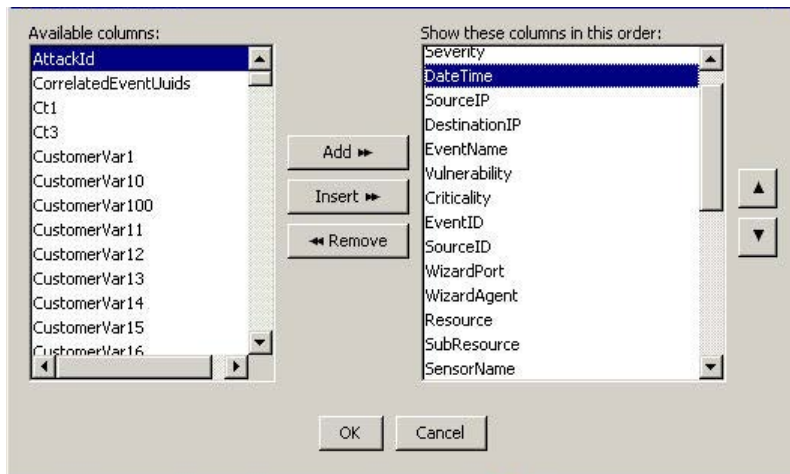 Available columns:
AttackId
CorrelatedEventUuids
Ct1
Ct3
CustomerVar1
CustomerVar10
CustomerVar100
CustomerVar11
CustomerVar12
CustomerVar13
CustomerVar14
CustomerVar15
CustomerVar16
Add
Insert
Remove
Show these columns in this order:
Severity
DateTime
SourceIP
DestinationIP
EventName
Vulnerability
Criticality
EventID
SourceID
WizardPort
WizardAgent
Resource
SubResource
SensorName
OK
Cancel